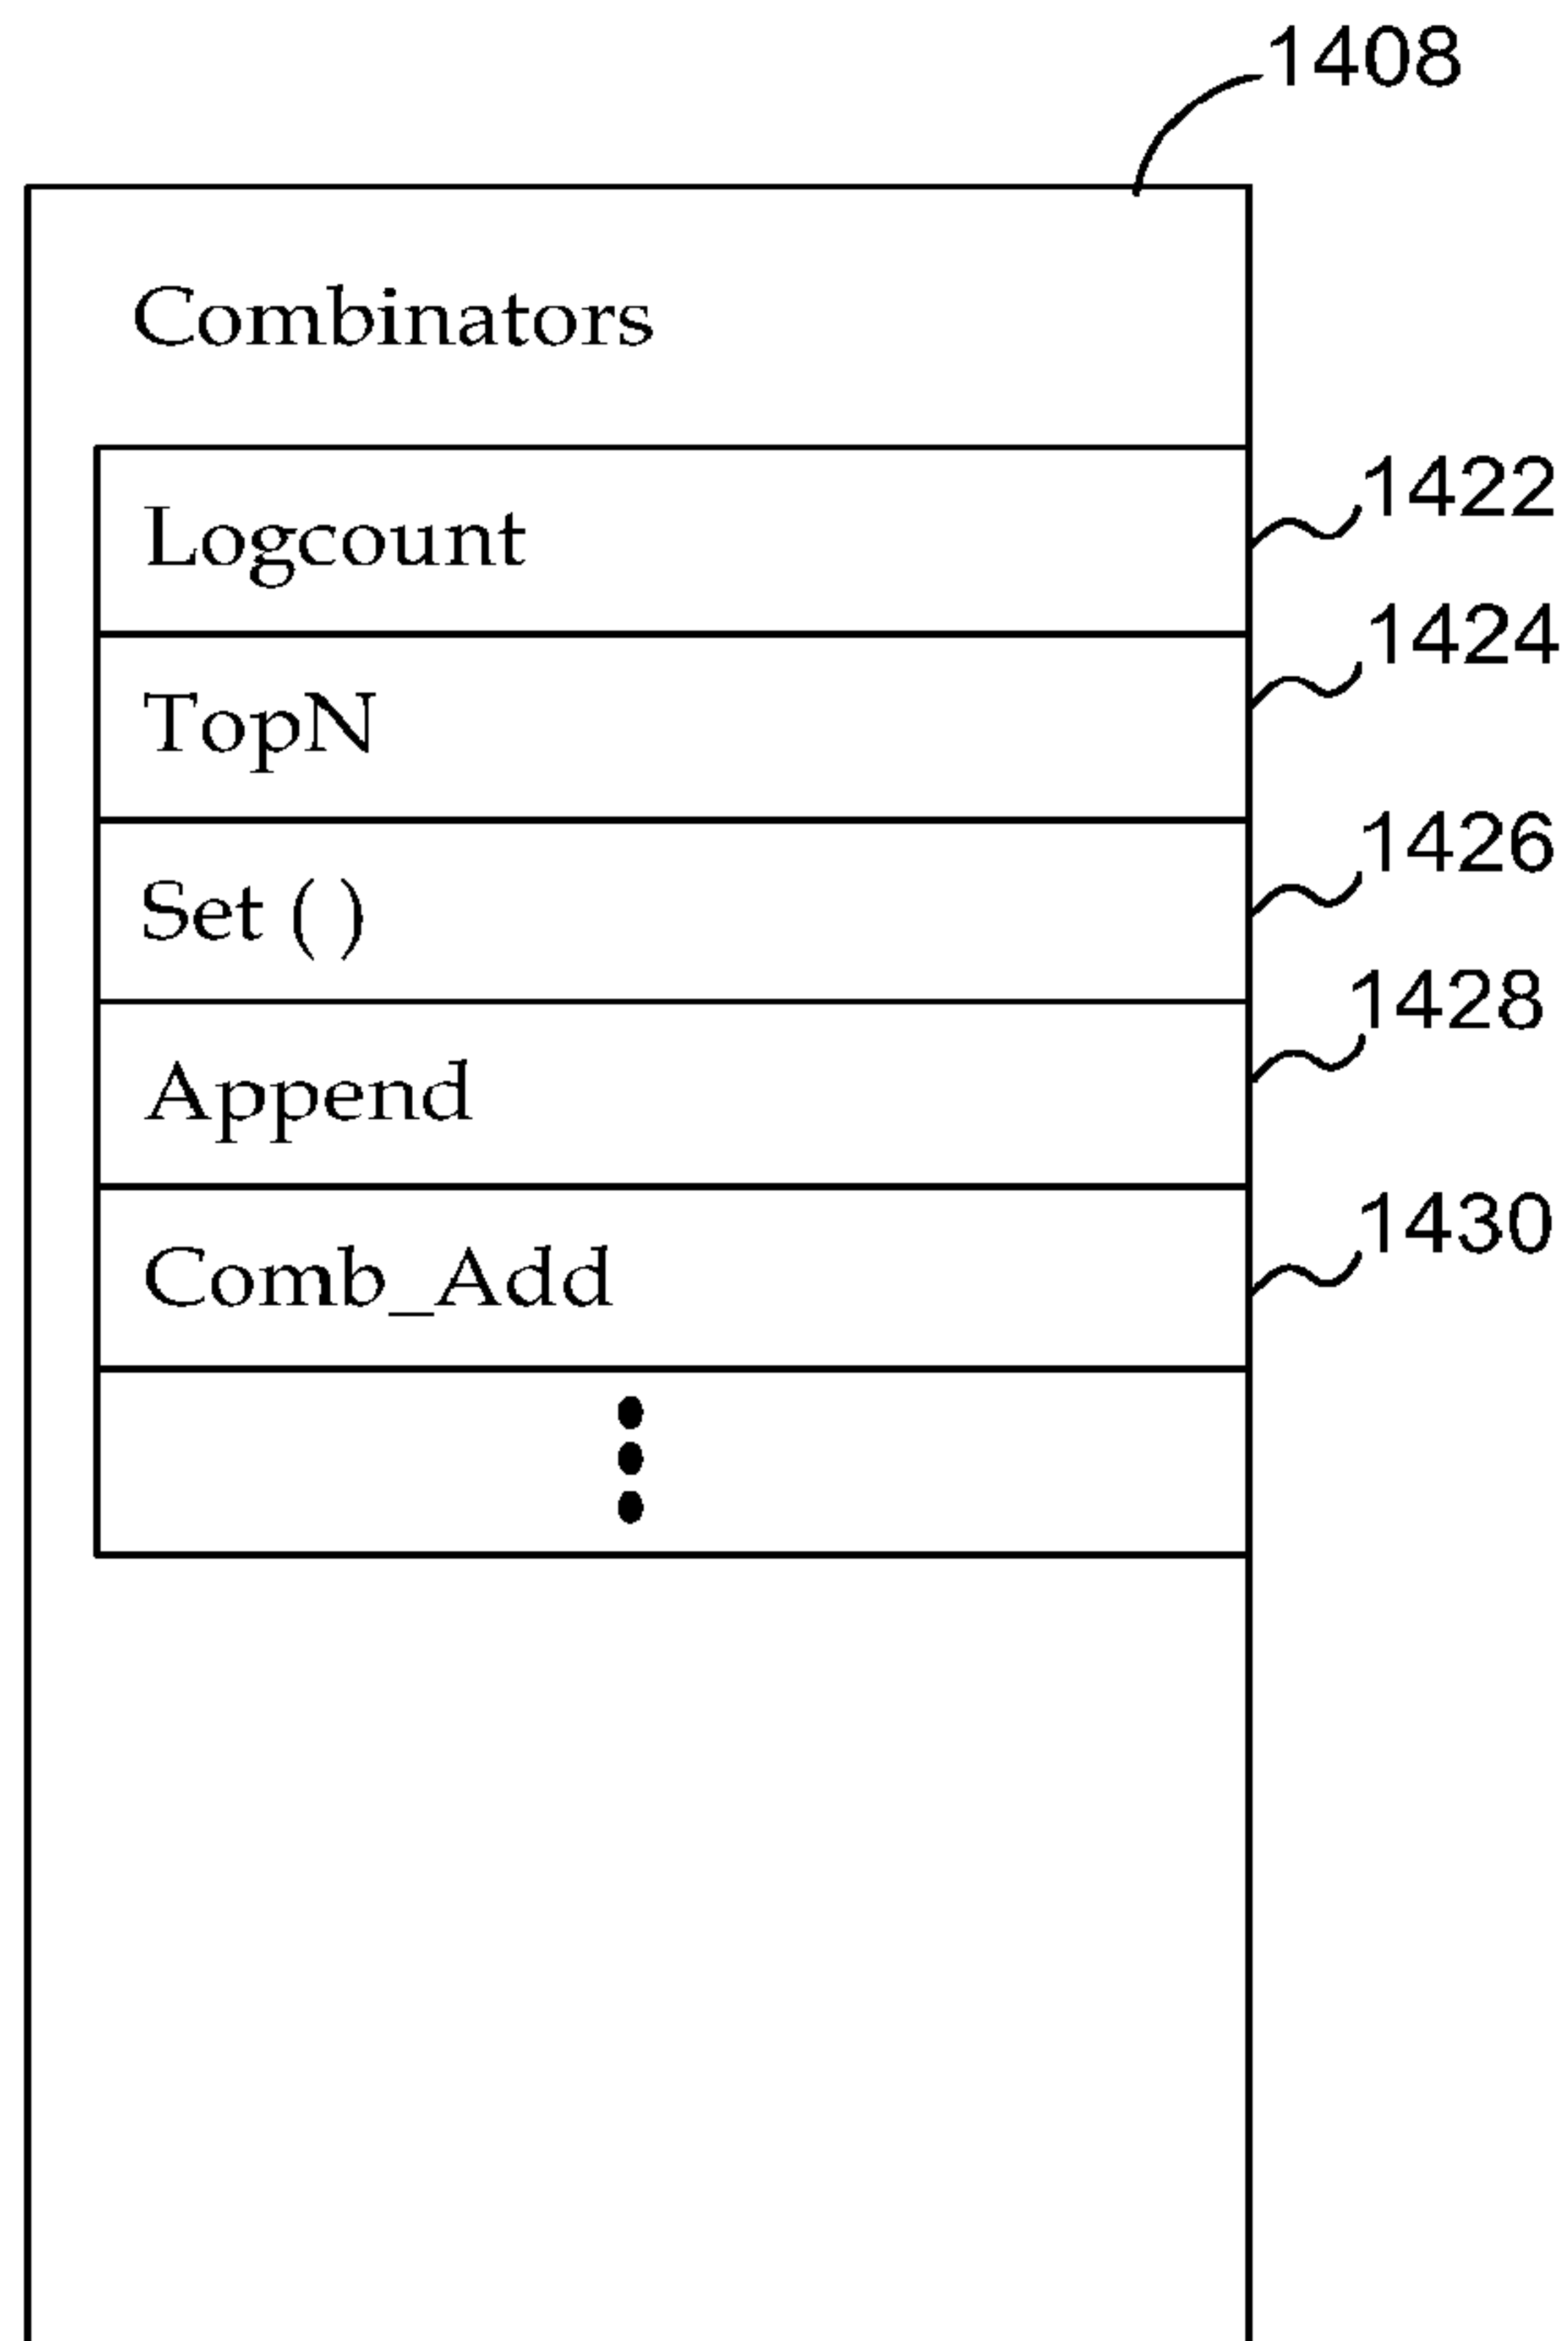 1408
Combinators
Logcount
1422
TopN
1424
Set ( )
1426
Append
1428
Comb_Add
1430